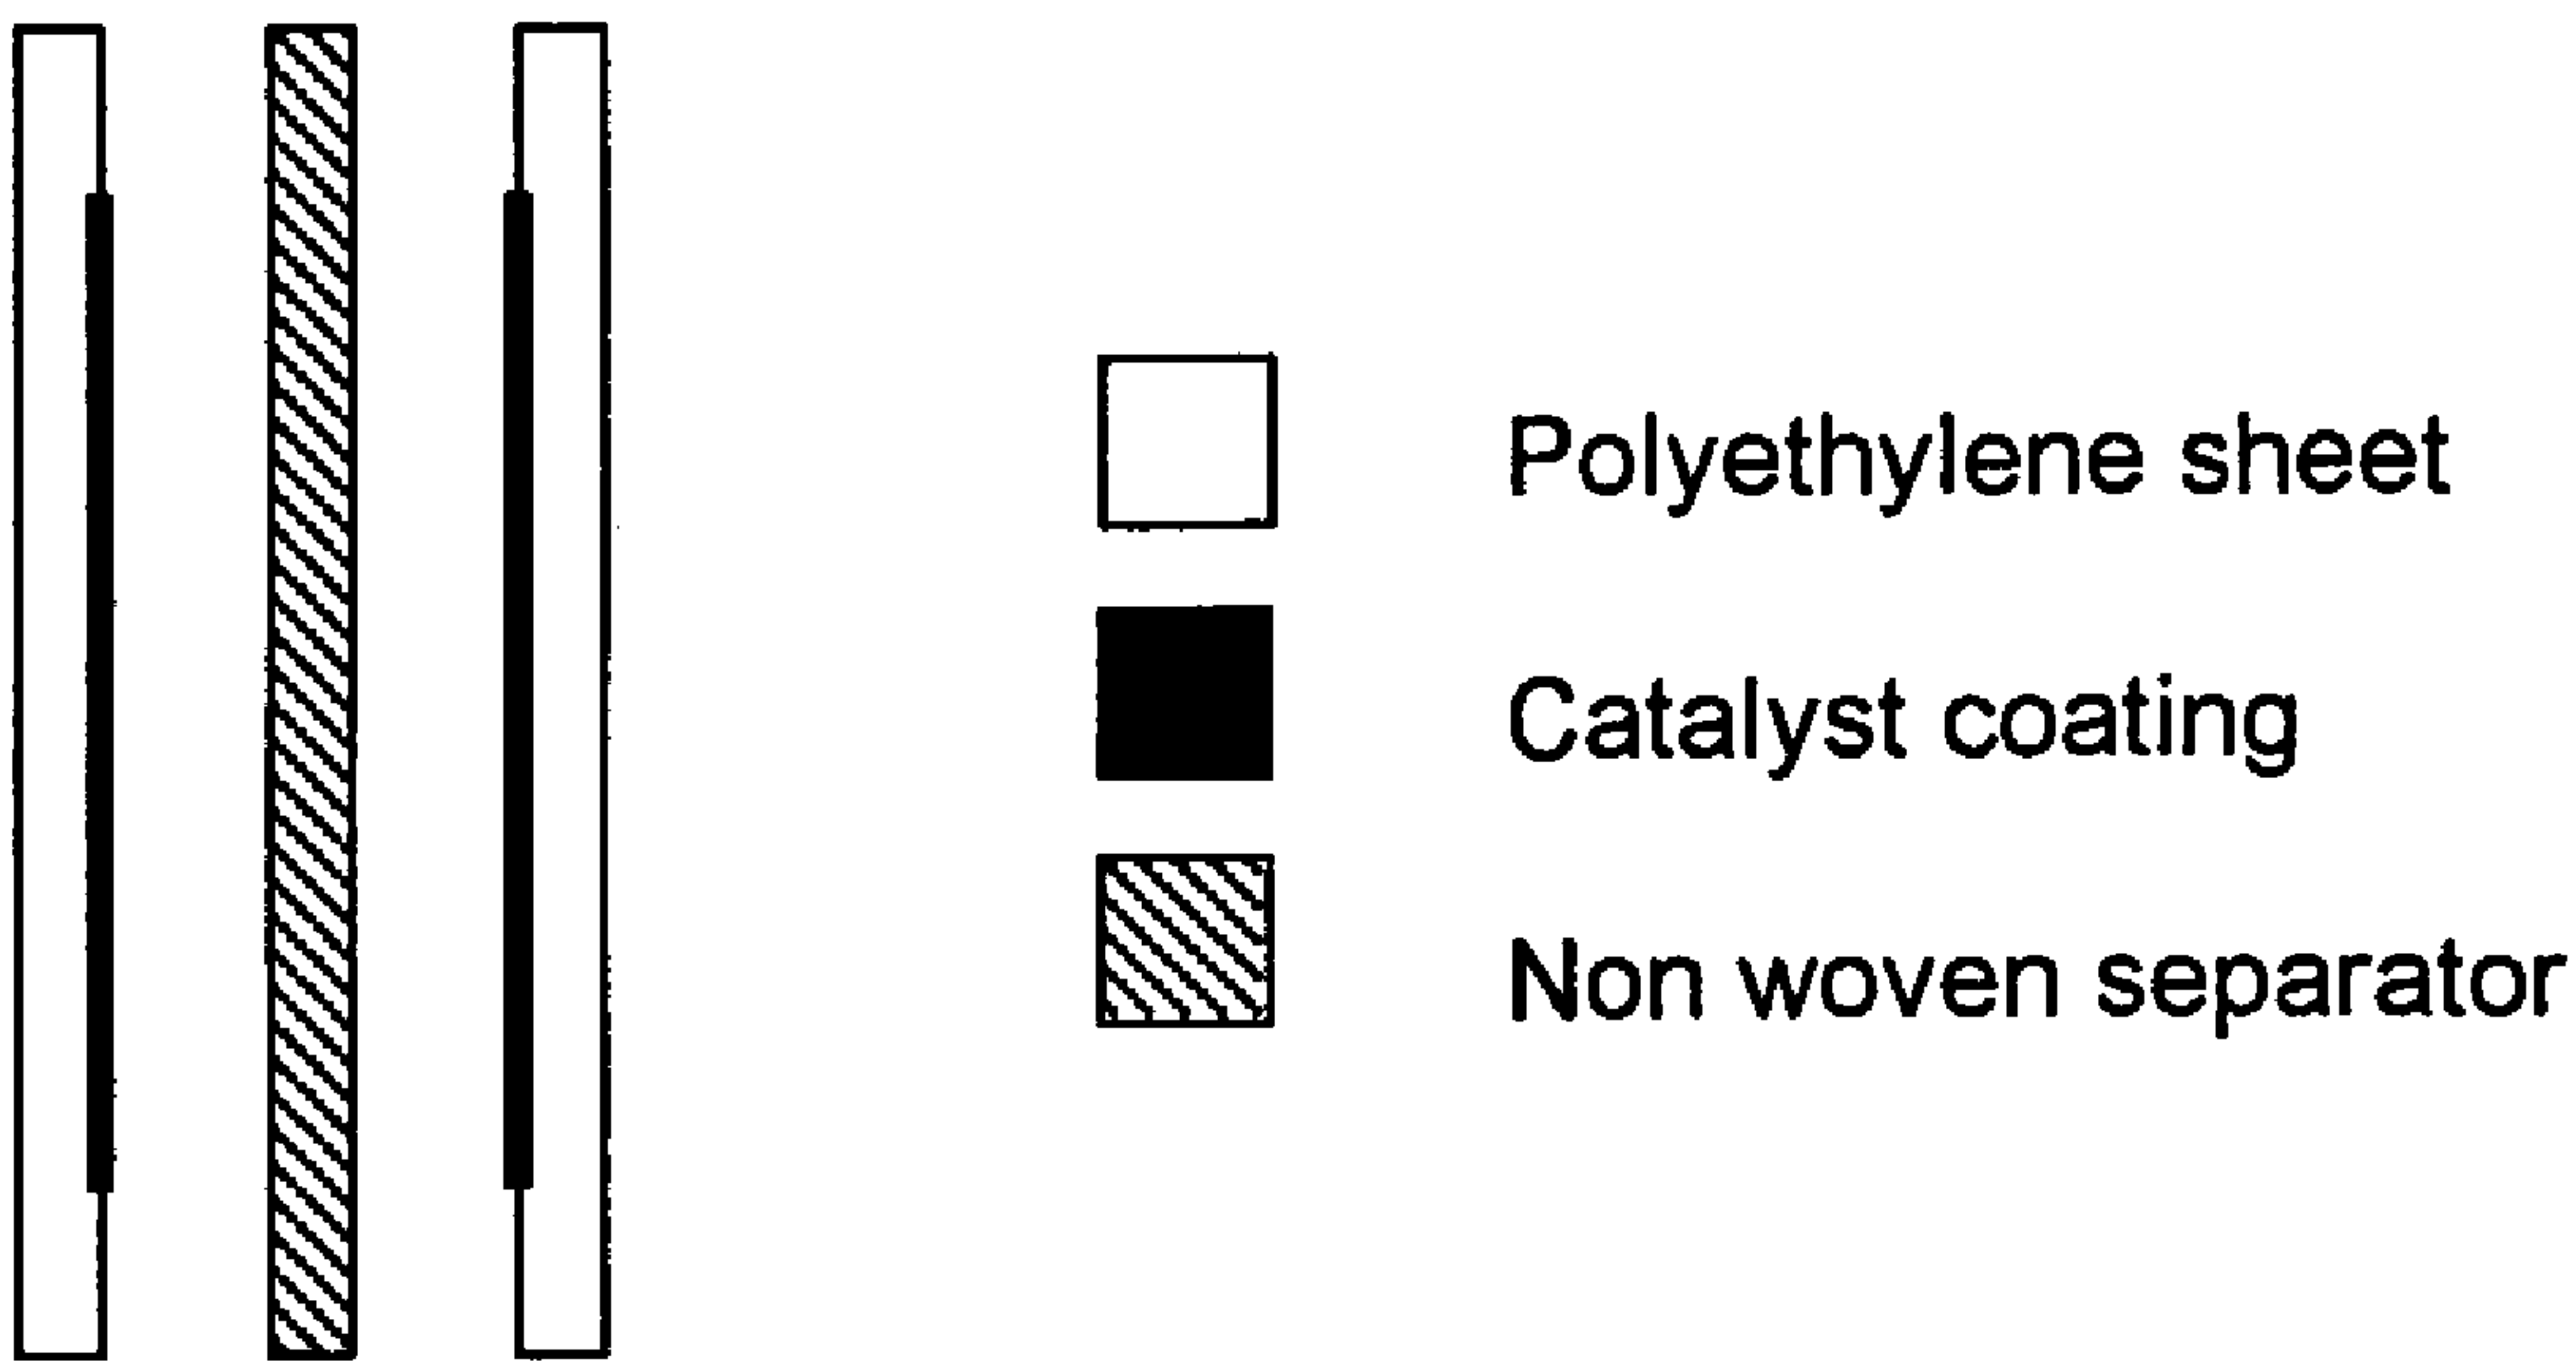 Polyethylene sheet
Catalyst coating
Non woven separator